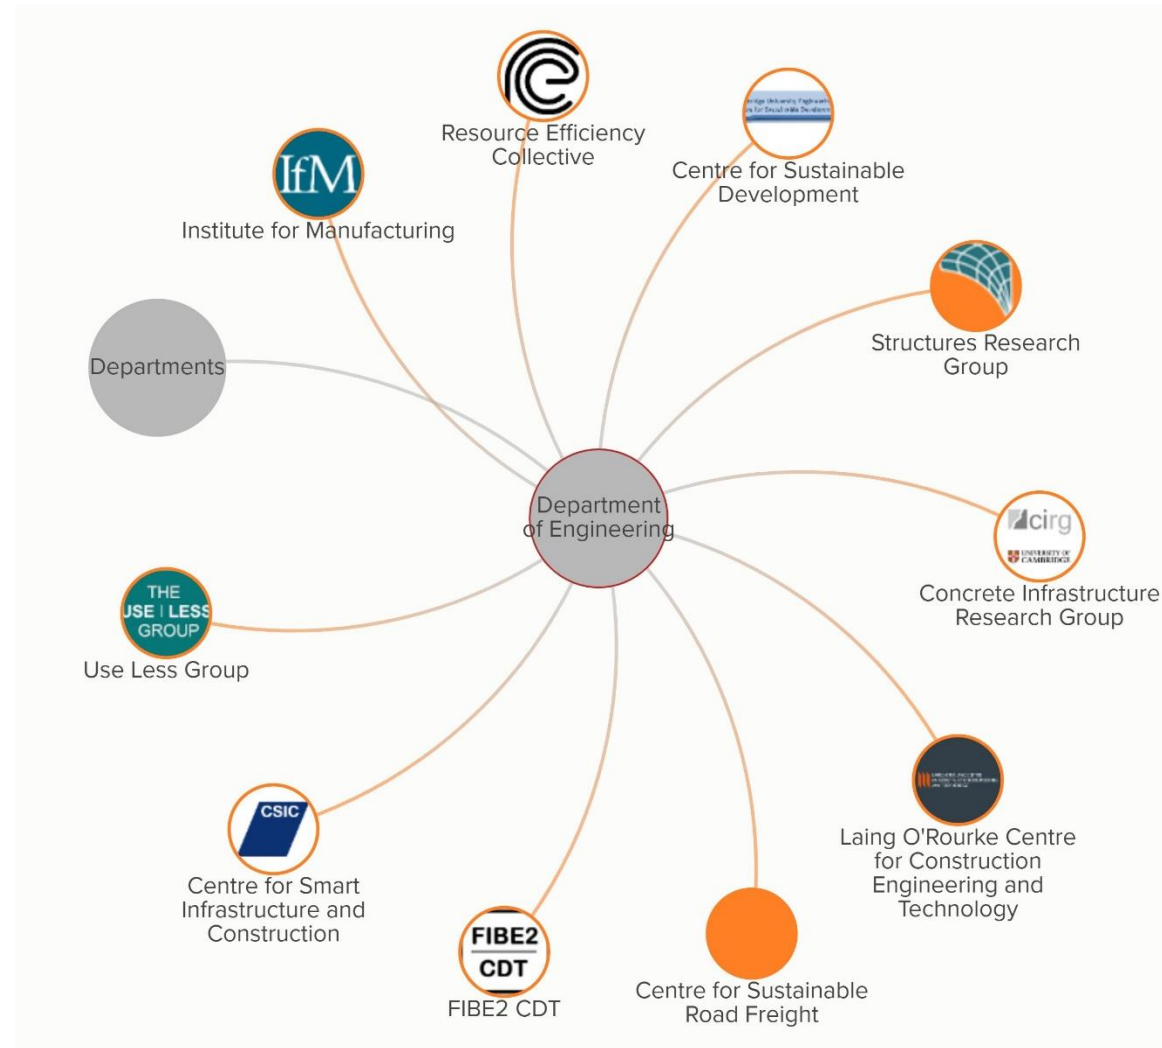 Resource Efficiency
Collective
Centre for Sustainable
Development
IfM
Institute for Manufacturing
Structures Research
Group
Departments
Department
of Engineering
cirg
UNIVERSITY OF
CAMBRIDGE
Concrete Infrastructure
Research Group
THE
USE | LESS
GROUP
Use Less Group
Laing O'Rourke Centre
for Construction
Engineering and
Technology
CSIC
Centre for Smart
Infrastructure and
Construction
FIBE2
CDT
FIBE2 CDT
Centre for Sustainable
Road Freight